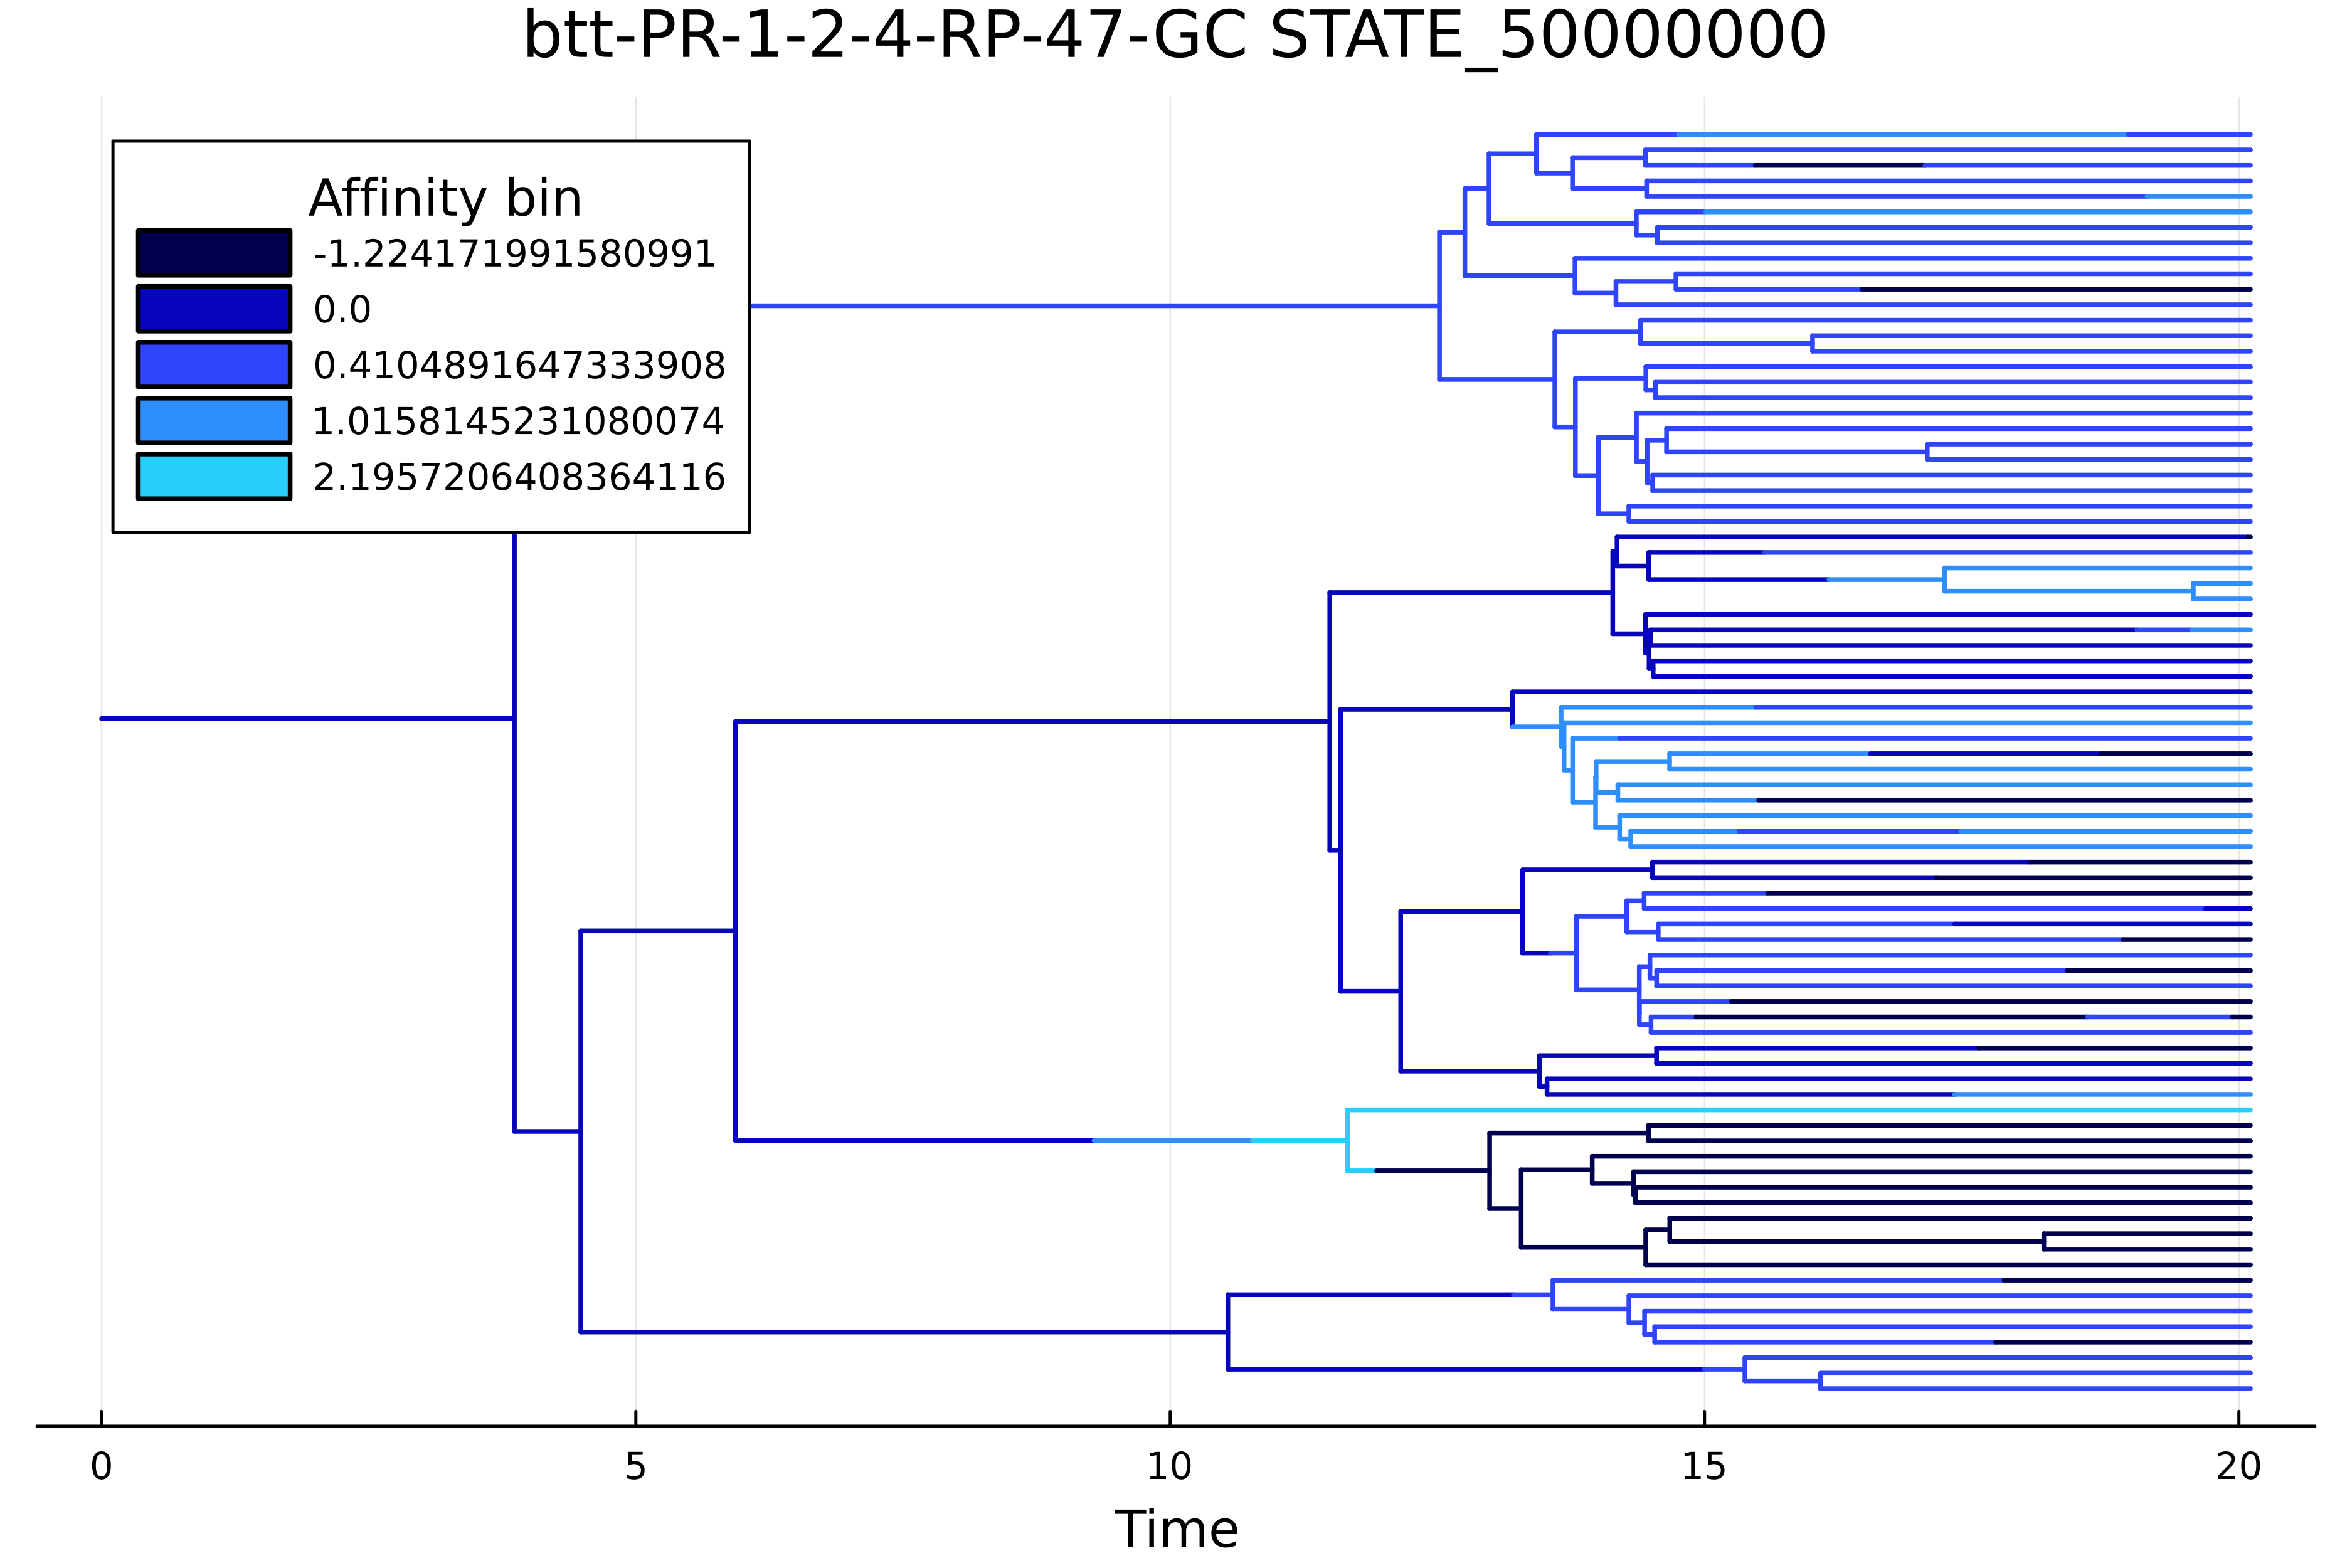 btt-PR-1-2-4-RP-47-GC STATE_50000000
Affinity bin
-1.224171991580991
0.0
0.4104891647333908
1.0158145231080074
2.1957206408364116
0 5 10 15 20
Time